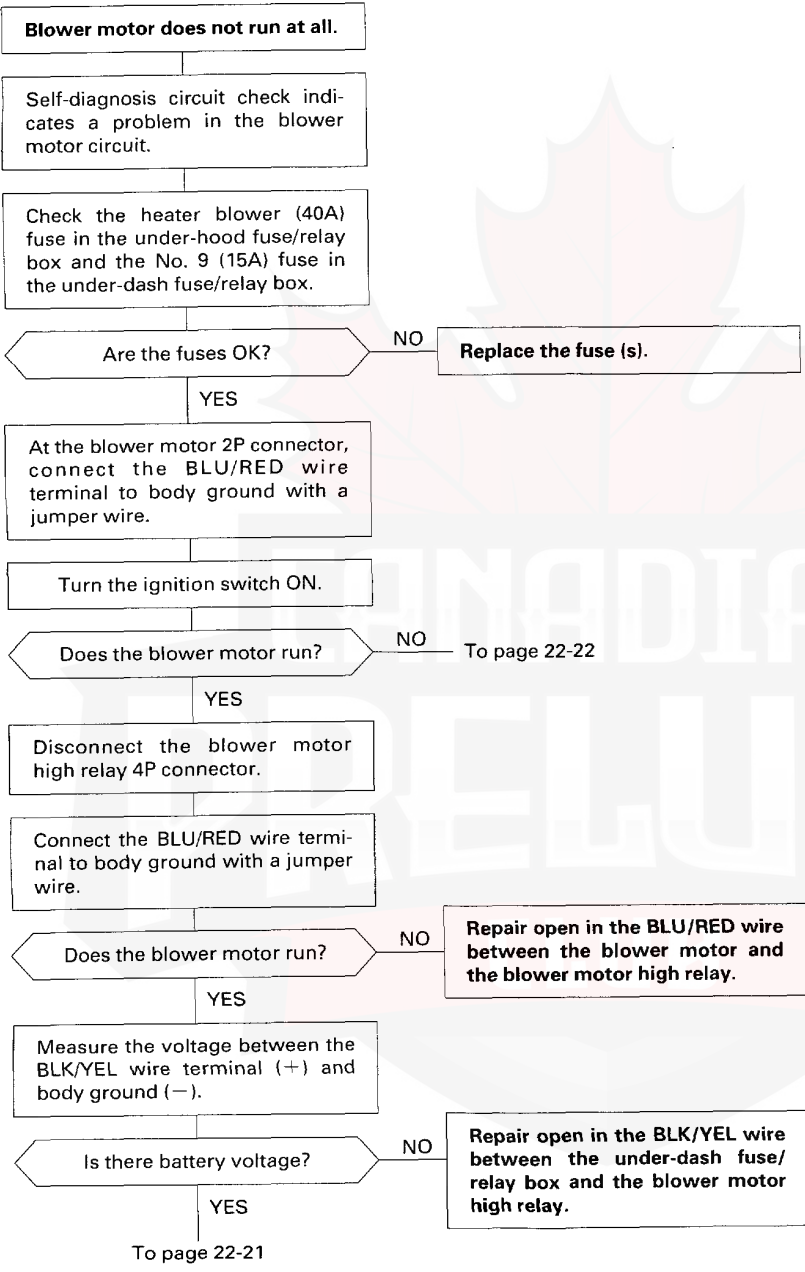 Blower motor does not run at all.
Self-diagnosis circuit check indi-
cates a problem in the blower
motor circuit.
Check the heater blower (40A)
fuse in the under-hood fuse/relay
box and the No. 9 (15A) fuse in
the under-dash fuse/relay box.
Are the fuses OK?
NO
Replace the fuse (s).
YES
At the blower motor 2P connector,
connect the BLU/RED wire
terminal to body ground with a
jumper wire.
Turn the ignition switch ON.
Does the blower motor run?
NO
To page 22-22
YES
Disconnect the blower motor
high relay 4P connector.
Connect the BLU/RED wire termi-
nal to body ground with a jumper
wire.
Does the blower motor run?
NO
Repair open in the BLU/RED wire
between the blower motor and
the blower motor high relay.
YES
Measure the voltage between the
BLK/YEL wire terminal (+) and
body ground (−).
Is there battery voltage?
NO
Repair open in the BLK/YEL wire
between the under-dash fuse/
relay box and the blower motor
high relay.
YES
To page 22-21
CANADIA
PRELU